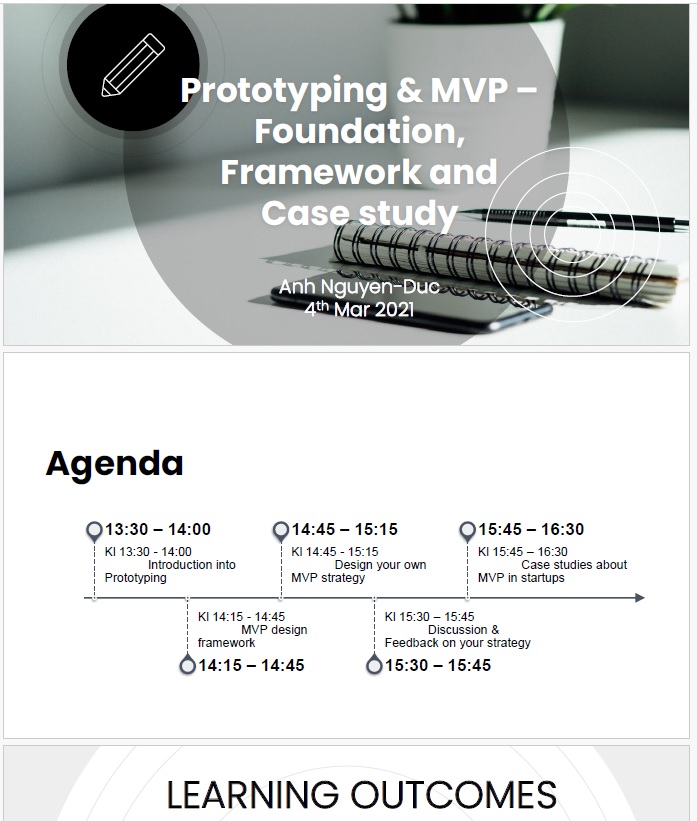 Prototyping & MVP –
Foundation,
Framework and
Case study
Anh Nguyen-Duc
4th Mar 2021
Agenda
13:30 – 14:00
Kl 13:30 - 14:00
Introduction into
Prototyping
14:45 – 15:15
Kl 14:45 - 15:15
Design your own
MVP strategy
15:45 – 16:30
Kl 15:45 – 16:30
Case studies about
MVP in startups
Kl 14:15 - 14:45
MVP design
framework
14:15 – 14:45
Kl 15:30 – 15:45
Discussion &
Feedback on your strategy
15:30 – 15:45
LEARNING OUTCOMES